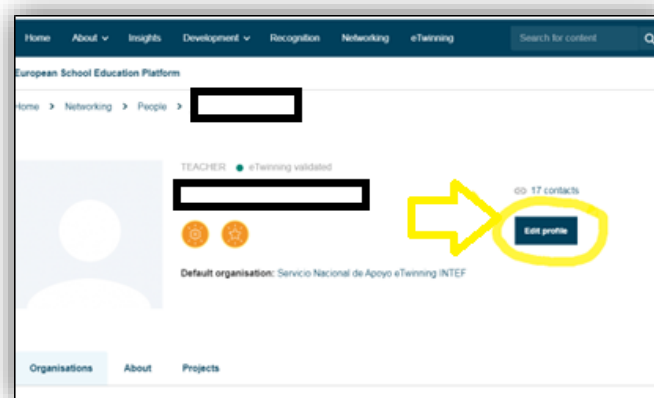 Home About Insights Development Recognition Networking eTwinning Search for content
European School Education Platform
Home > Networking > People >
TEACHER eTwinning validated
17 contacts
Edit profile
Default organisation: Servicio Nacional de Apoyo eTwinning INTEF
Organisations About Projects